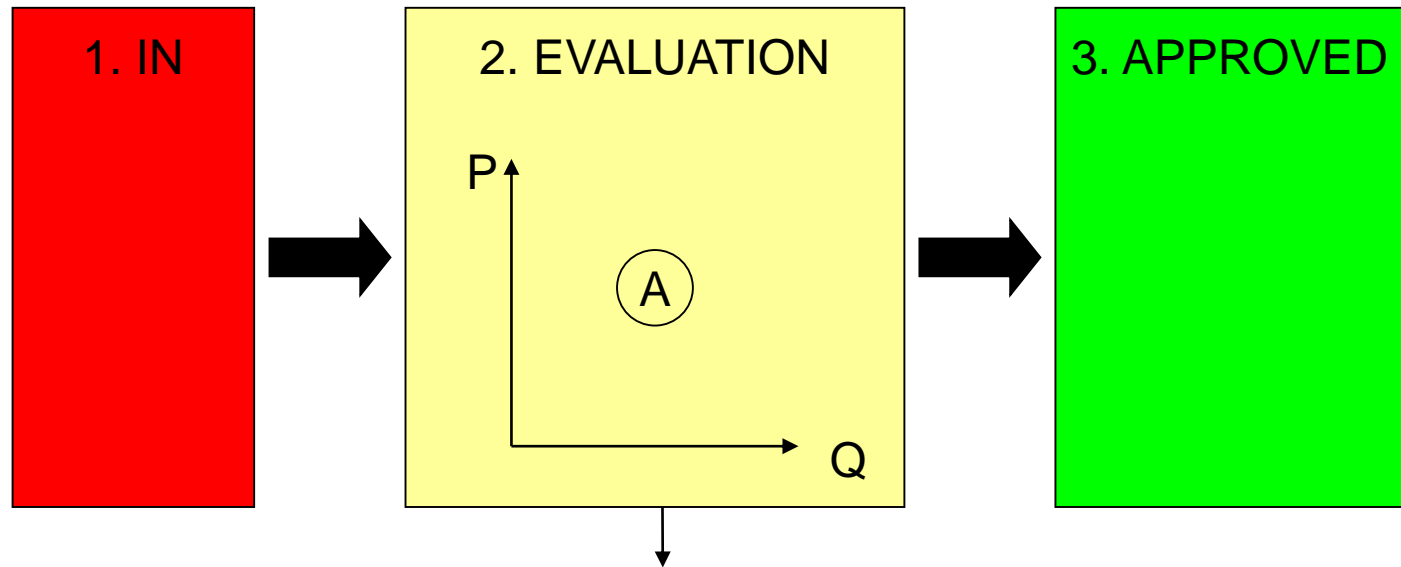 1. IN
2. EVALUATION
3. APPROVED
P
A
Q